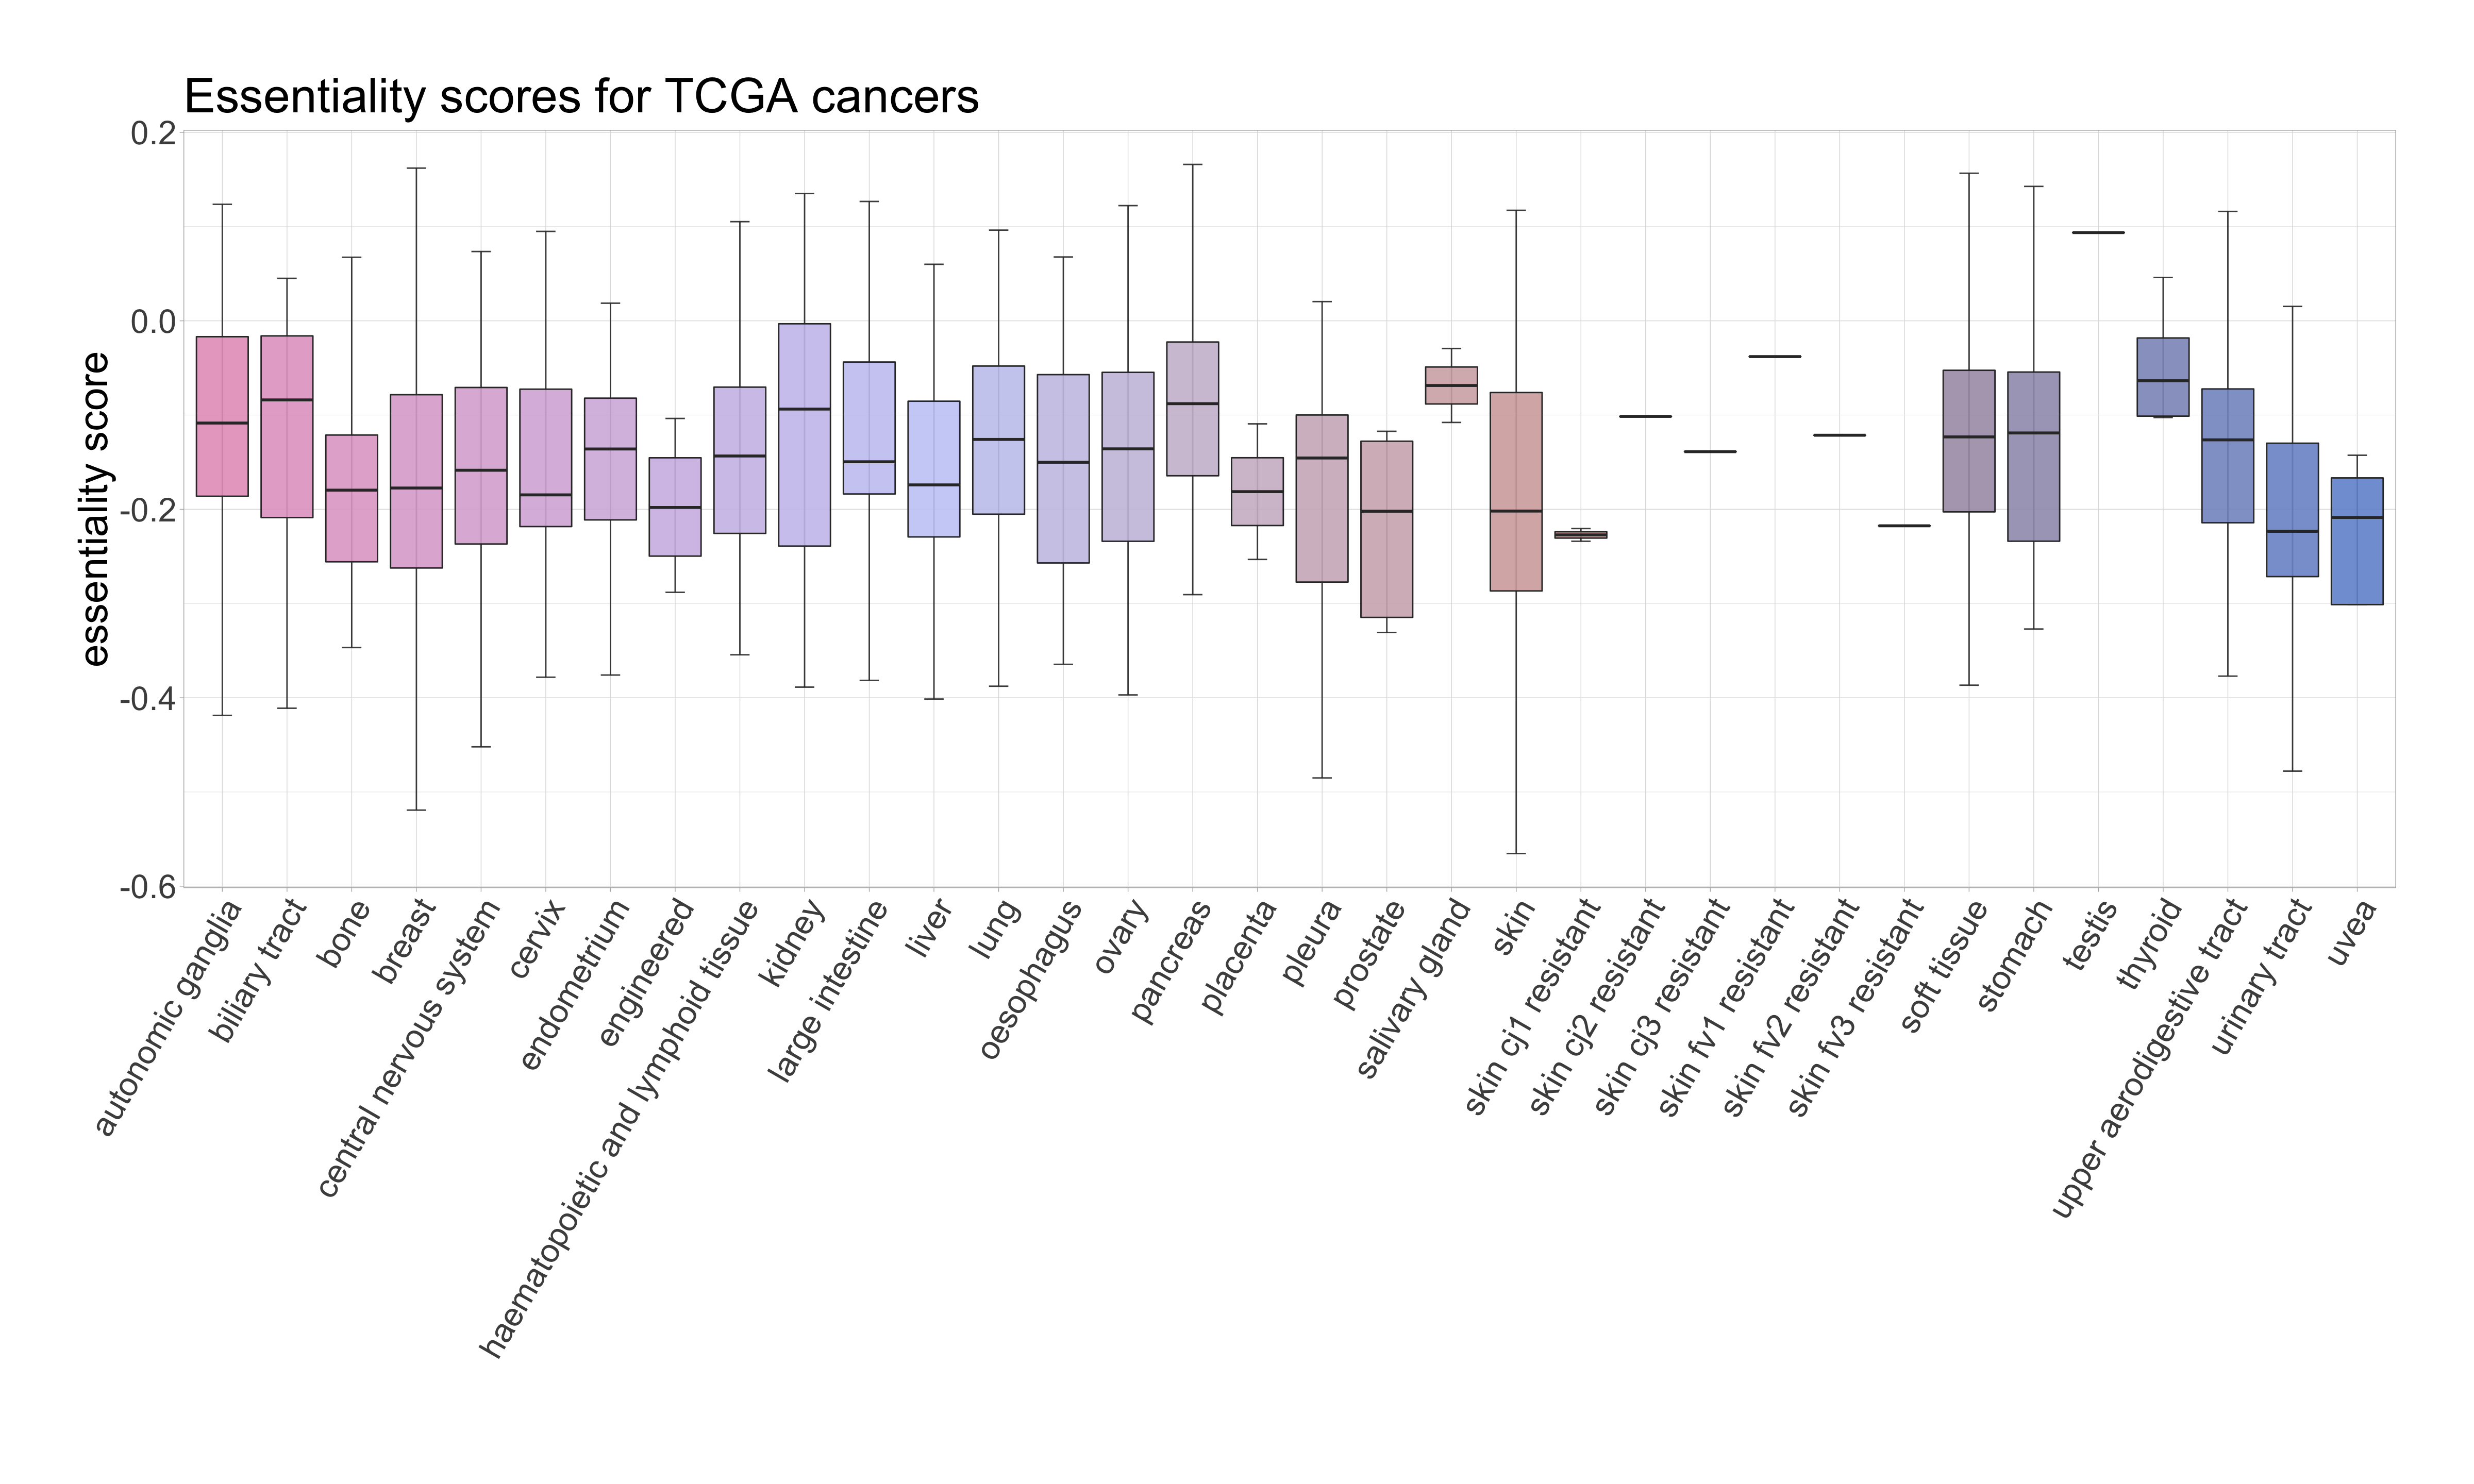 Essentiality scores for TCGA cancers
essentiality score
0.2
0.0
-0.2
-0.4
-0.6
autonomic ganglia
biliary tract
bone
breast
central nervous system
cervix
endometrium
engineered
haematopoietic and lymphoid tissue
kidney
large intestine
liver
lung
oesophagus
ovary
pancreas
placenta
pleura
prostate
salivary gland
skin
skin cj1 resistant
skin cj2 resistant
skin cj3 resistant
skin fv1 resistant
skin fv2 resistant
skin fv3 resistant
soft tissue
stomach
testis
thyroid
upper aerodigestive tract
urinary tract
uvea